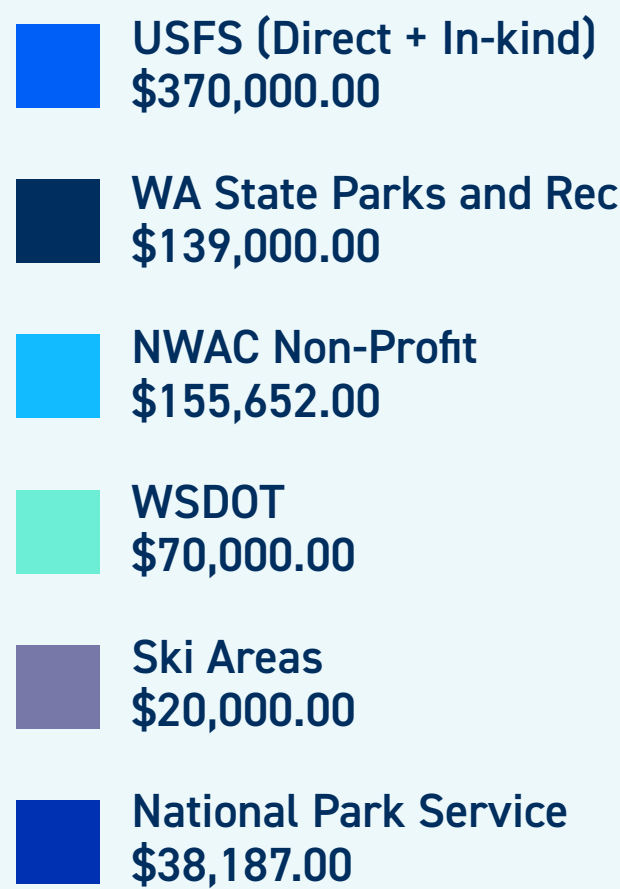 USFS (Direct + In-kind)
$370,000.00
WA State Parks and Rec
$139,000.00
NWAC Non-Profit
$155,652.00
WSDOT
$70,000.00
Ski Areas
$20,000.00
National Park Service
$38,187.00